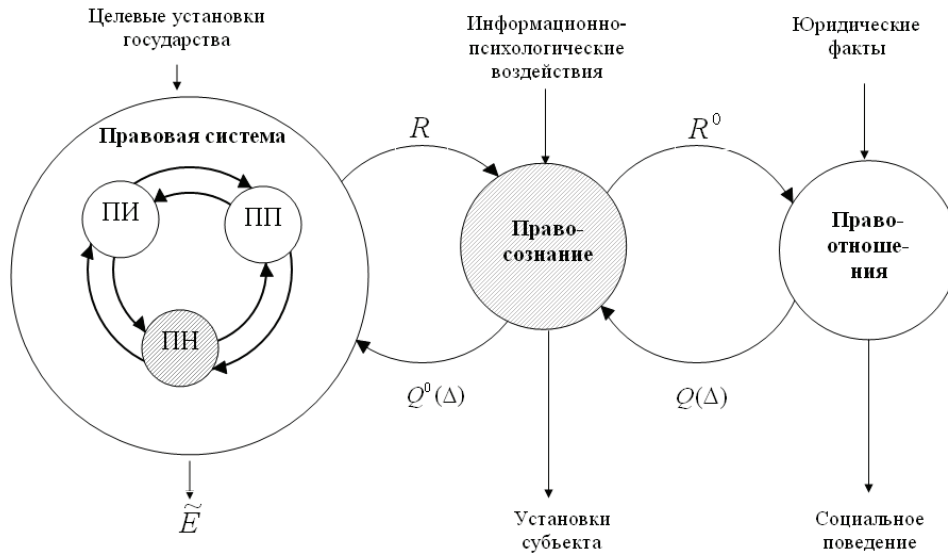 Целевые установки
государства
Информационно-
психологические
воздействия
Юридические
факты
Правовая система
ПИ
ПП
ПН
R
Право-
сознание
R⁰
Право-
отноше-
ния
Q⁰(Δ)
Q(Δ)
Ẽ
Установки
субъекта
Социальное
поведение